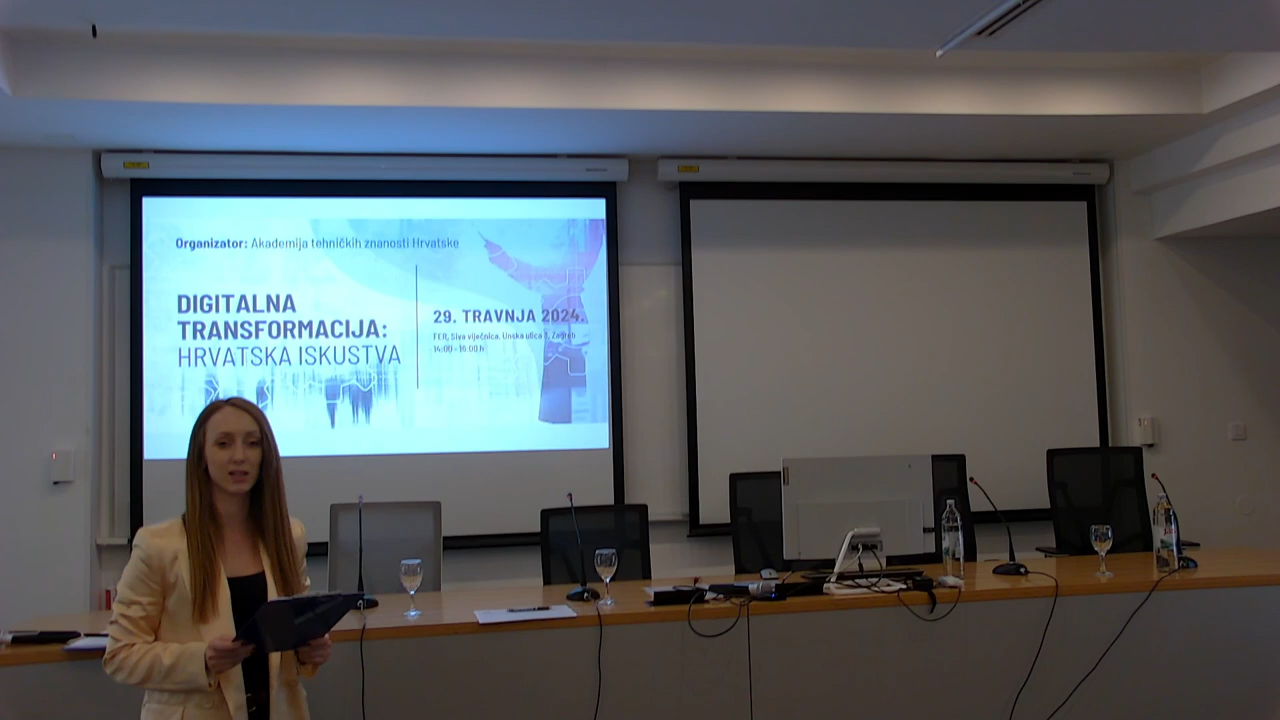 Organizator: Akademija tehničkih znanosti Hrvatske
DIGITALNA
TRANSFORMACIJA:
HRVATSKA ISKUSTVA
29. TRAVNJA 2024.
FER, Siva vijećnica, Unska ulica 3, Zagreb
14:00 - 16:00 h